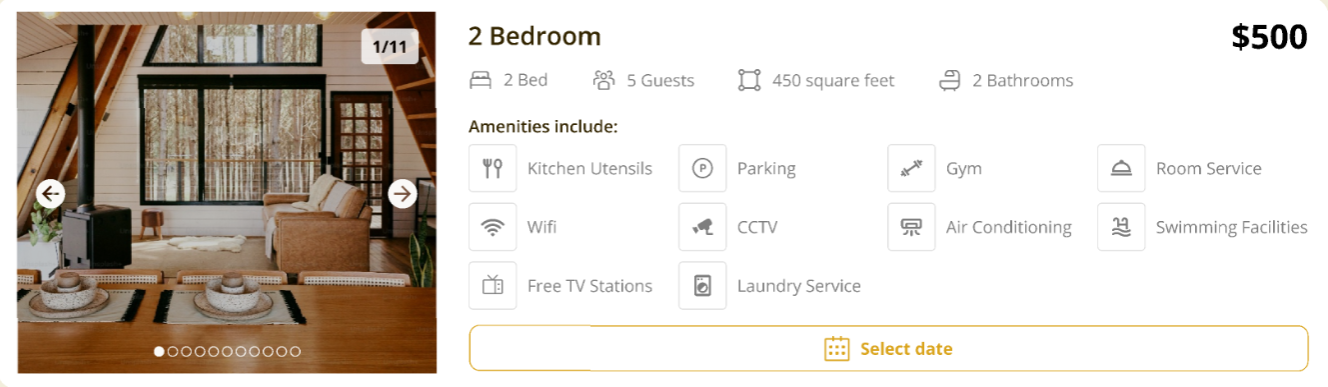 1/11
2 Bedroom
$500
2 Bed
5 Guests
450 square feet
2 Bathrooms
Amenities include:
Kitchen Utensils
P
Parking
Gym
Room Service
Wifi
CCTV
Air Conditioning
Swimming Facilities
Free TV Stations
Laundry Service
Select date